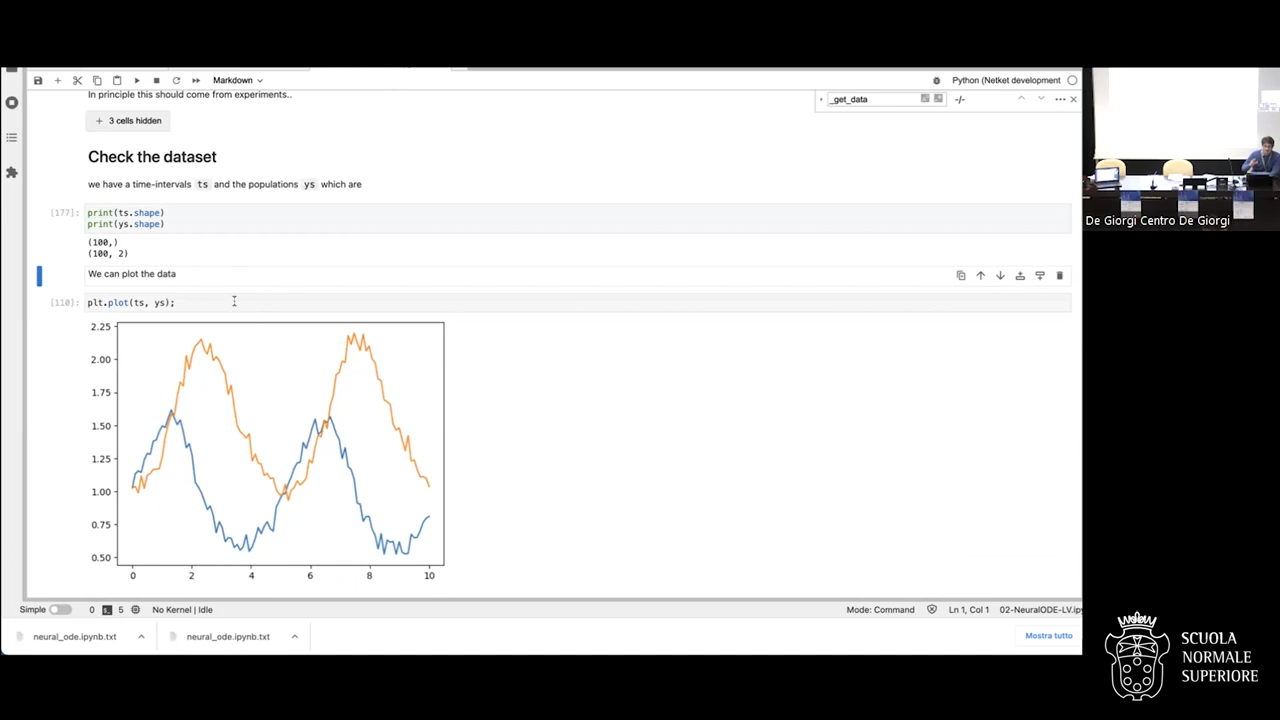 Markdown
Python (Netket development
In principle this should come from experiments..
_get_data
-/-
+ 3 cells hidden
Check the dataset
we have a time-intervals ts and the populations ys which are
[177]:
print(ts.shape)
print(ys.shape)
(100,)
(100, 2)
We can plot the data
[110]:
plt.plot(ts, ys);
2.25
2.00
1.75
1.50
1.25
1.00
0.75
0.50
0 2 4 6 8 10
Simple 0 5 No Kernel | Idle
Mode: Command Ln 1, Col 1 02-NeuralODE-LV.ipy
neural_ode.ipynb.txt
neural_ode.ipynb.txt
Mostra tutto
De Giorgi Centro De Giorgi
SCUOLA
NORMALE
SUPERIORE